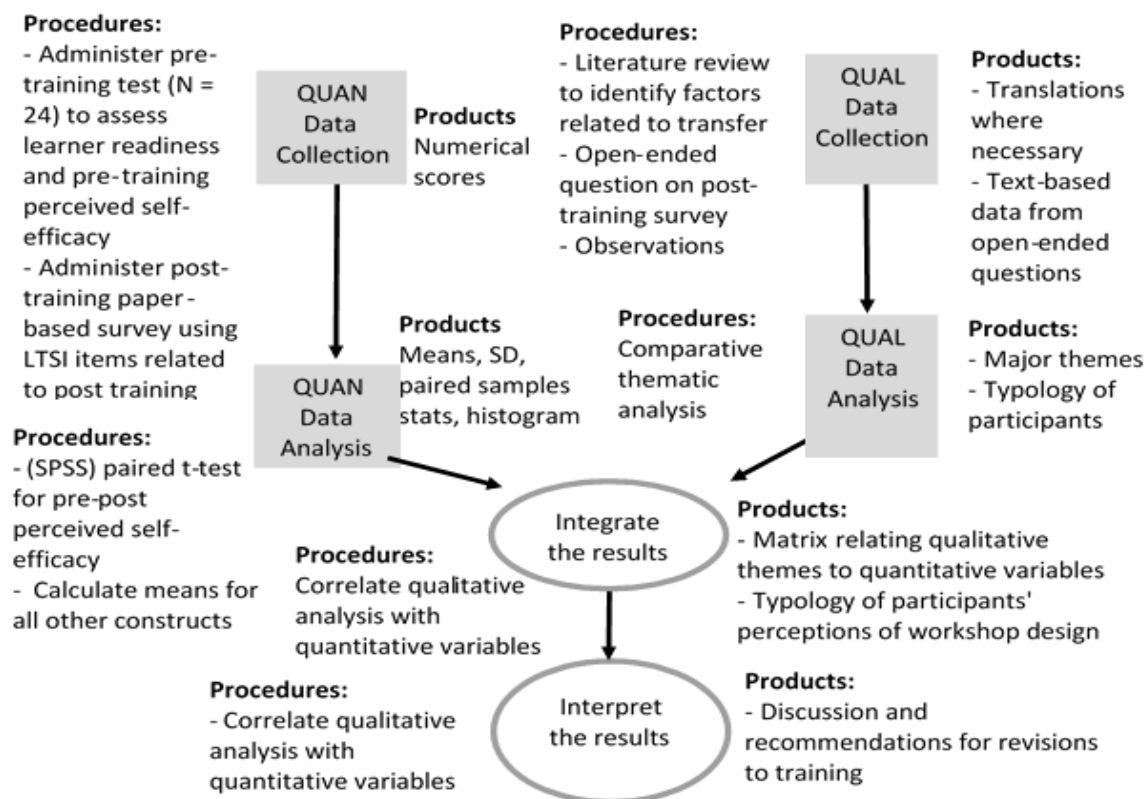 Procedures:
- Administer pre-
training test (N =
24) to assess
learner readiness
and pre-training
perceived self-
efficacy
- Administer post-
training paper-
based survey using
LTSI items related
to post training
QUAN
Data
Collection
Products
Numerical
scores
Procedures:
- Literature review
to identify factors
related to transfer
- Open-ended
question on post-
training survey
- Observations
QUAL
Data
Collection
Products:
- Translations
where
necessary
- Text-based
data from
open-ended
questions
Procedures:
- (SPSS) paired t-test
for pre-post
perceived self-
efficacy
- Calculate means for
all other constructs
QUAN
Data
Analysis
Products
Means, SD,
paired samples
stats, histogram
Procedures:
Comparative
thematic
analysis
QUAL
Data
Analysis
Products:
- Major themes
- Typology of
participants
Procedures:
Correlate qualitative
analysis with
quantitative variables
Integrate
the results
Products:
- Matrix relating qualitative
themes to quantitative variables
- Typology of participants'
perceptions of workshop design
Procedures:
- Correlate qualitative
analysis with
quantitative variables
Interpret
the results
Products:
- Discussion and
recommendations for revisions
to training